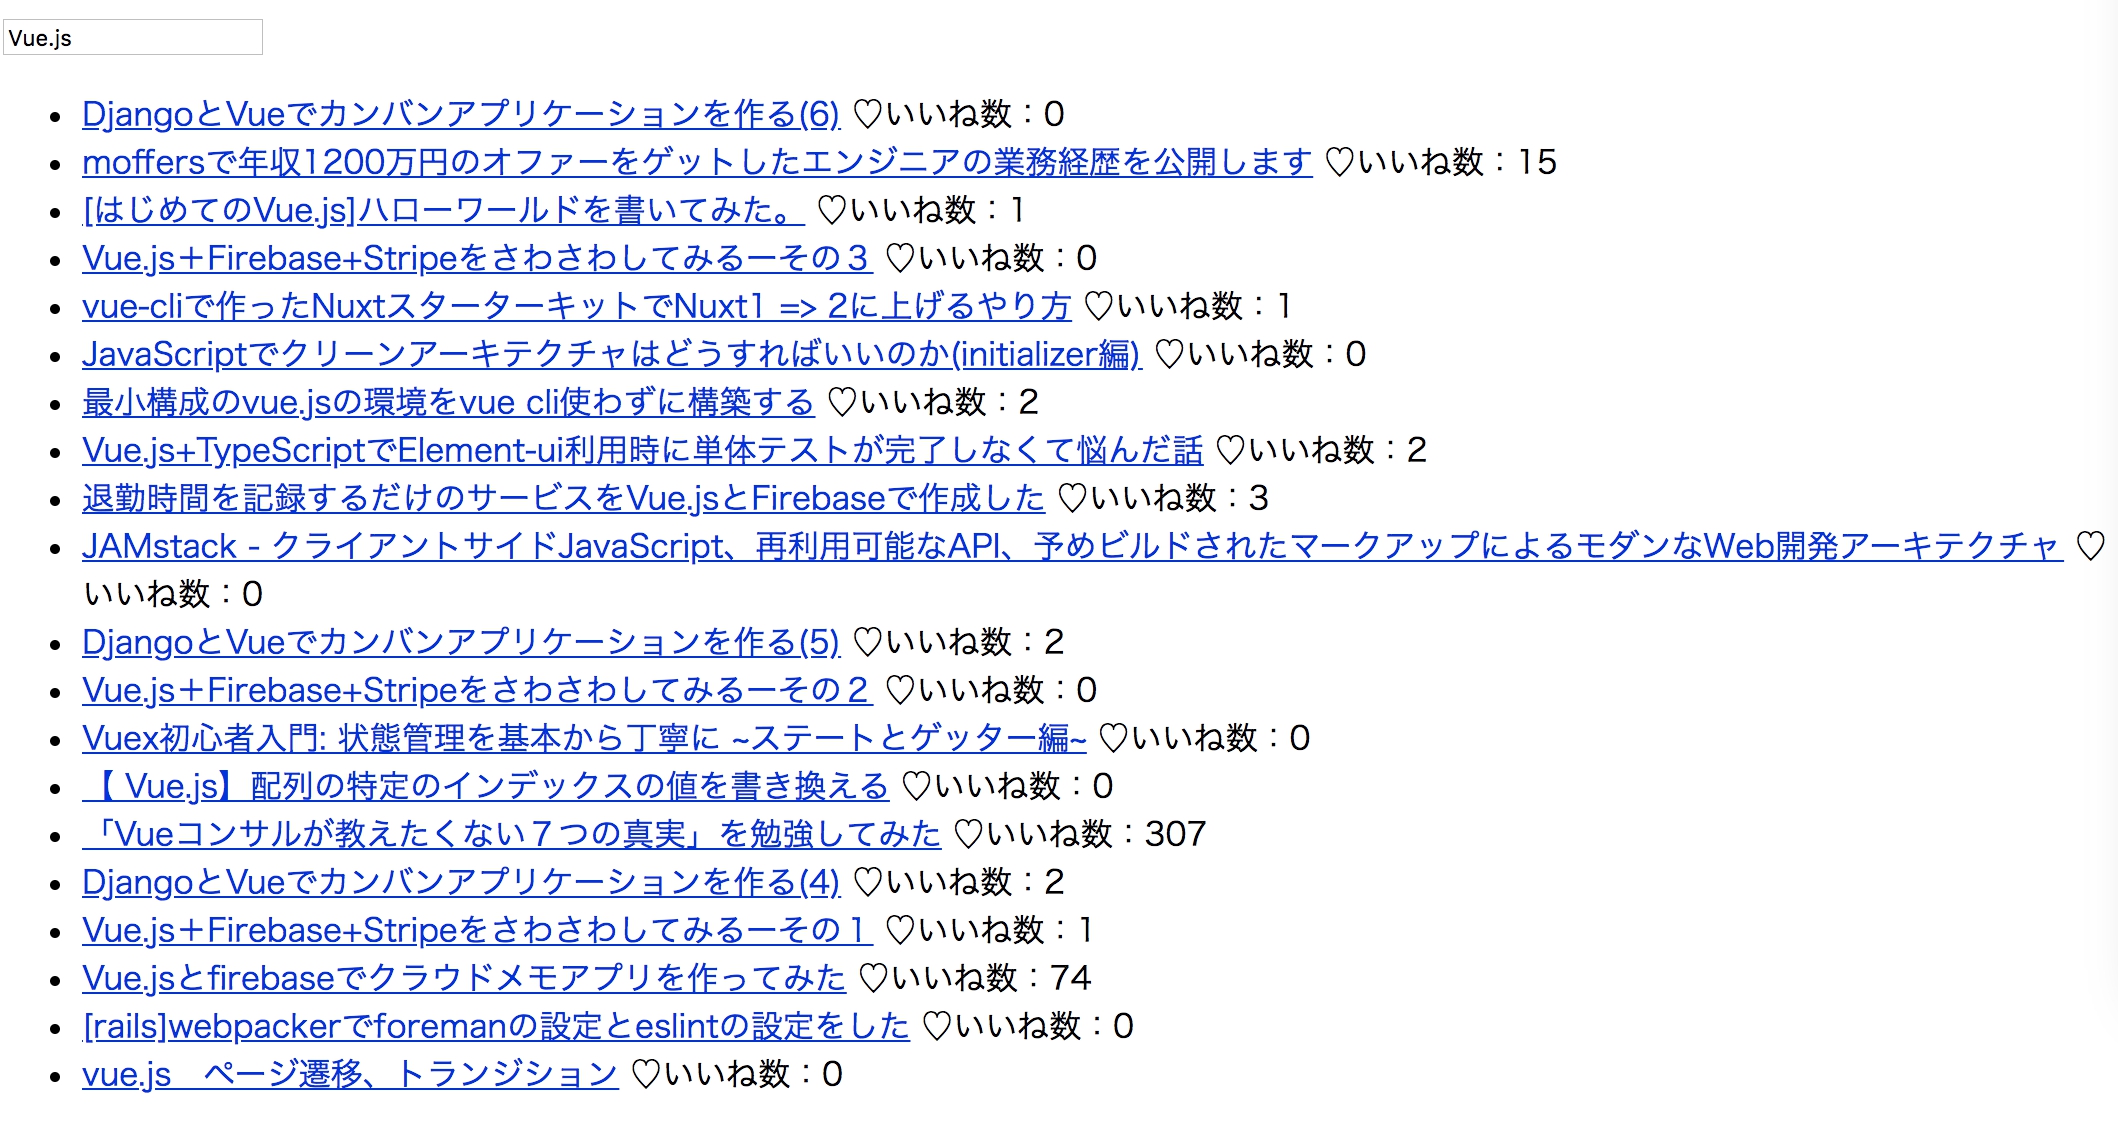 Vue.js
DjangoとVueでカンバンアプリケーションを作る(6) ♡いいね数：0
moffersで年収1200万円のオファーをゲットしたエンジニアの業務経歴を公開します ♡いいね数：15
[はじめてのVue.js]ハローワールドを書いてみた。 ♡いいね数：1
Vue.js＋Firebase+Stripeをさわさわしてみるーその３ ♡いいね数：0
vue-cliで作ったNuxtスターターキットでNuxt1 => 2に上げるやり方 ♡いいね数：1
JavaScriptでクリーンアーキテクチャはどうすればいいのか(initializer編) ♡いいね数：0
最小構成のvue.jsの環境をvue cli使わずに構築する ♡いいね数：2
Vue.js+TypeScriptでElement-ui利用時に単体テストが完了しなくて悩んだ話 ♡いいね数：2
退勤時間を記録するだけのサービスをVue.jsとFirebaseで作成した ♡いいね数：3
JAMstack - クライアントサイドJavaScript、再利用可能なAPI、予めビルドされたマークアップによるモダンなWeb開発アーキテクチャ ♡
いいね数：0
DjangoとVueでカンバンアプリケーションを作る(5) ♡いいね数：2
Vue.js＋Firebase+Stripeをさわさわしてみるーその２ ♡いいね数：0
Vuex初心者入門: 状態管理を基本から丁寧に ~ステートとゲッター編~ ♡いいね数：0
【 Vue.js】配列の特定のインデックスの値を書き換える ♡いいね数：0
「Vueコンサルが教えたくない７つの真実」を勉強してみた ♡いいね数：307
DjangoとVueでカンバンアプリケーションを作る(4) ♡いいね数：2
Vue.js＋Firebase+Stripeをさわさわしてみるーその１ ♡いいね数：1
Vue.jsとfirebaseでクラウドメモアプリを作ってみた ♡いいね数：74
[rails]webpackerでforemanの設定とeslintの設定をした ♡いいね数：0
vue.js　ページ遷移、トランジション ♡いいね数：0